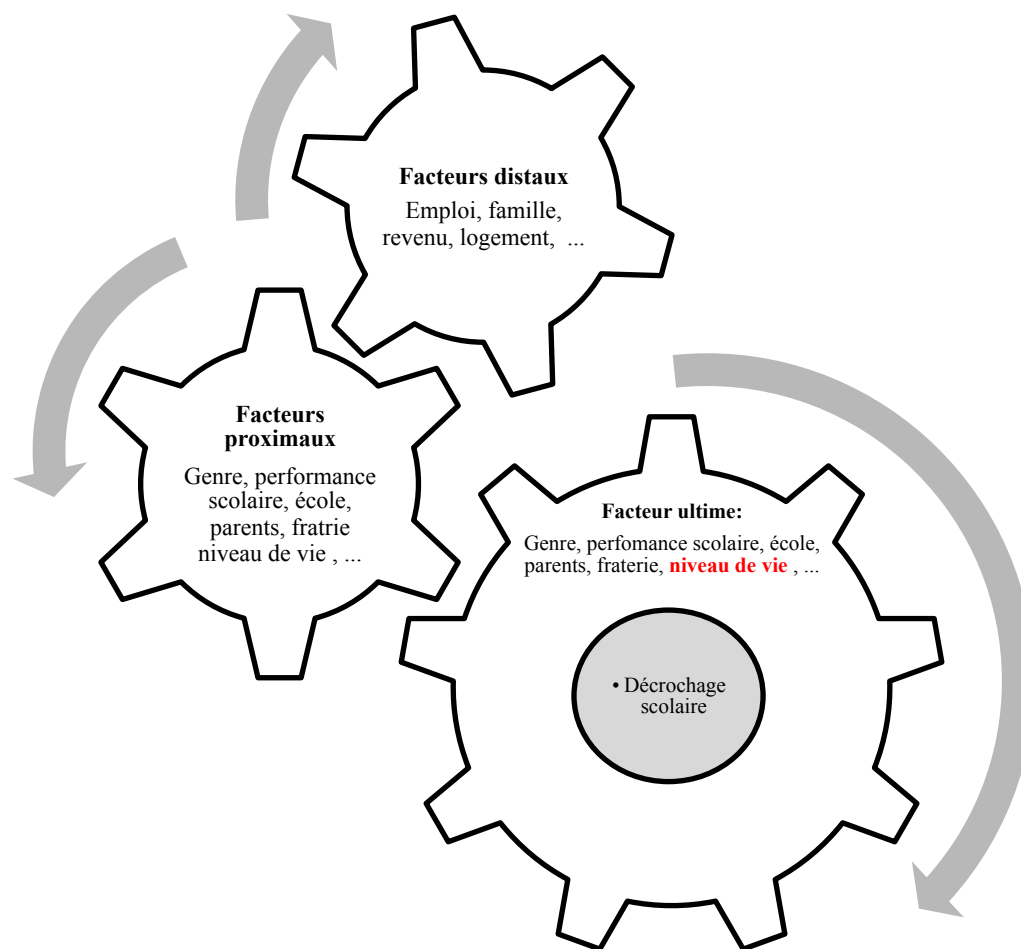 Facteurs distaux
Emploi, famille,
revenu, logement, ...
Facteurs
proximaux
Genre, performance
scolaire, école,
parents, fratrie
niveau de vie , ...
Facteur ultime:
Genre, perfomance scolaire, école,
parents, fraterie, niveau de vie , ...
• Décrochage
scolaire